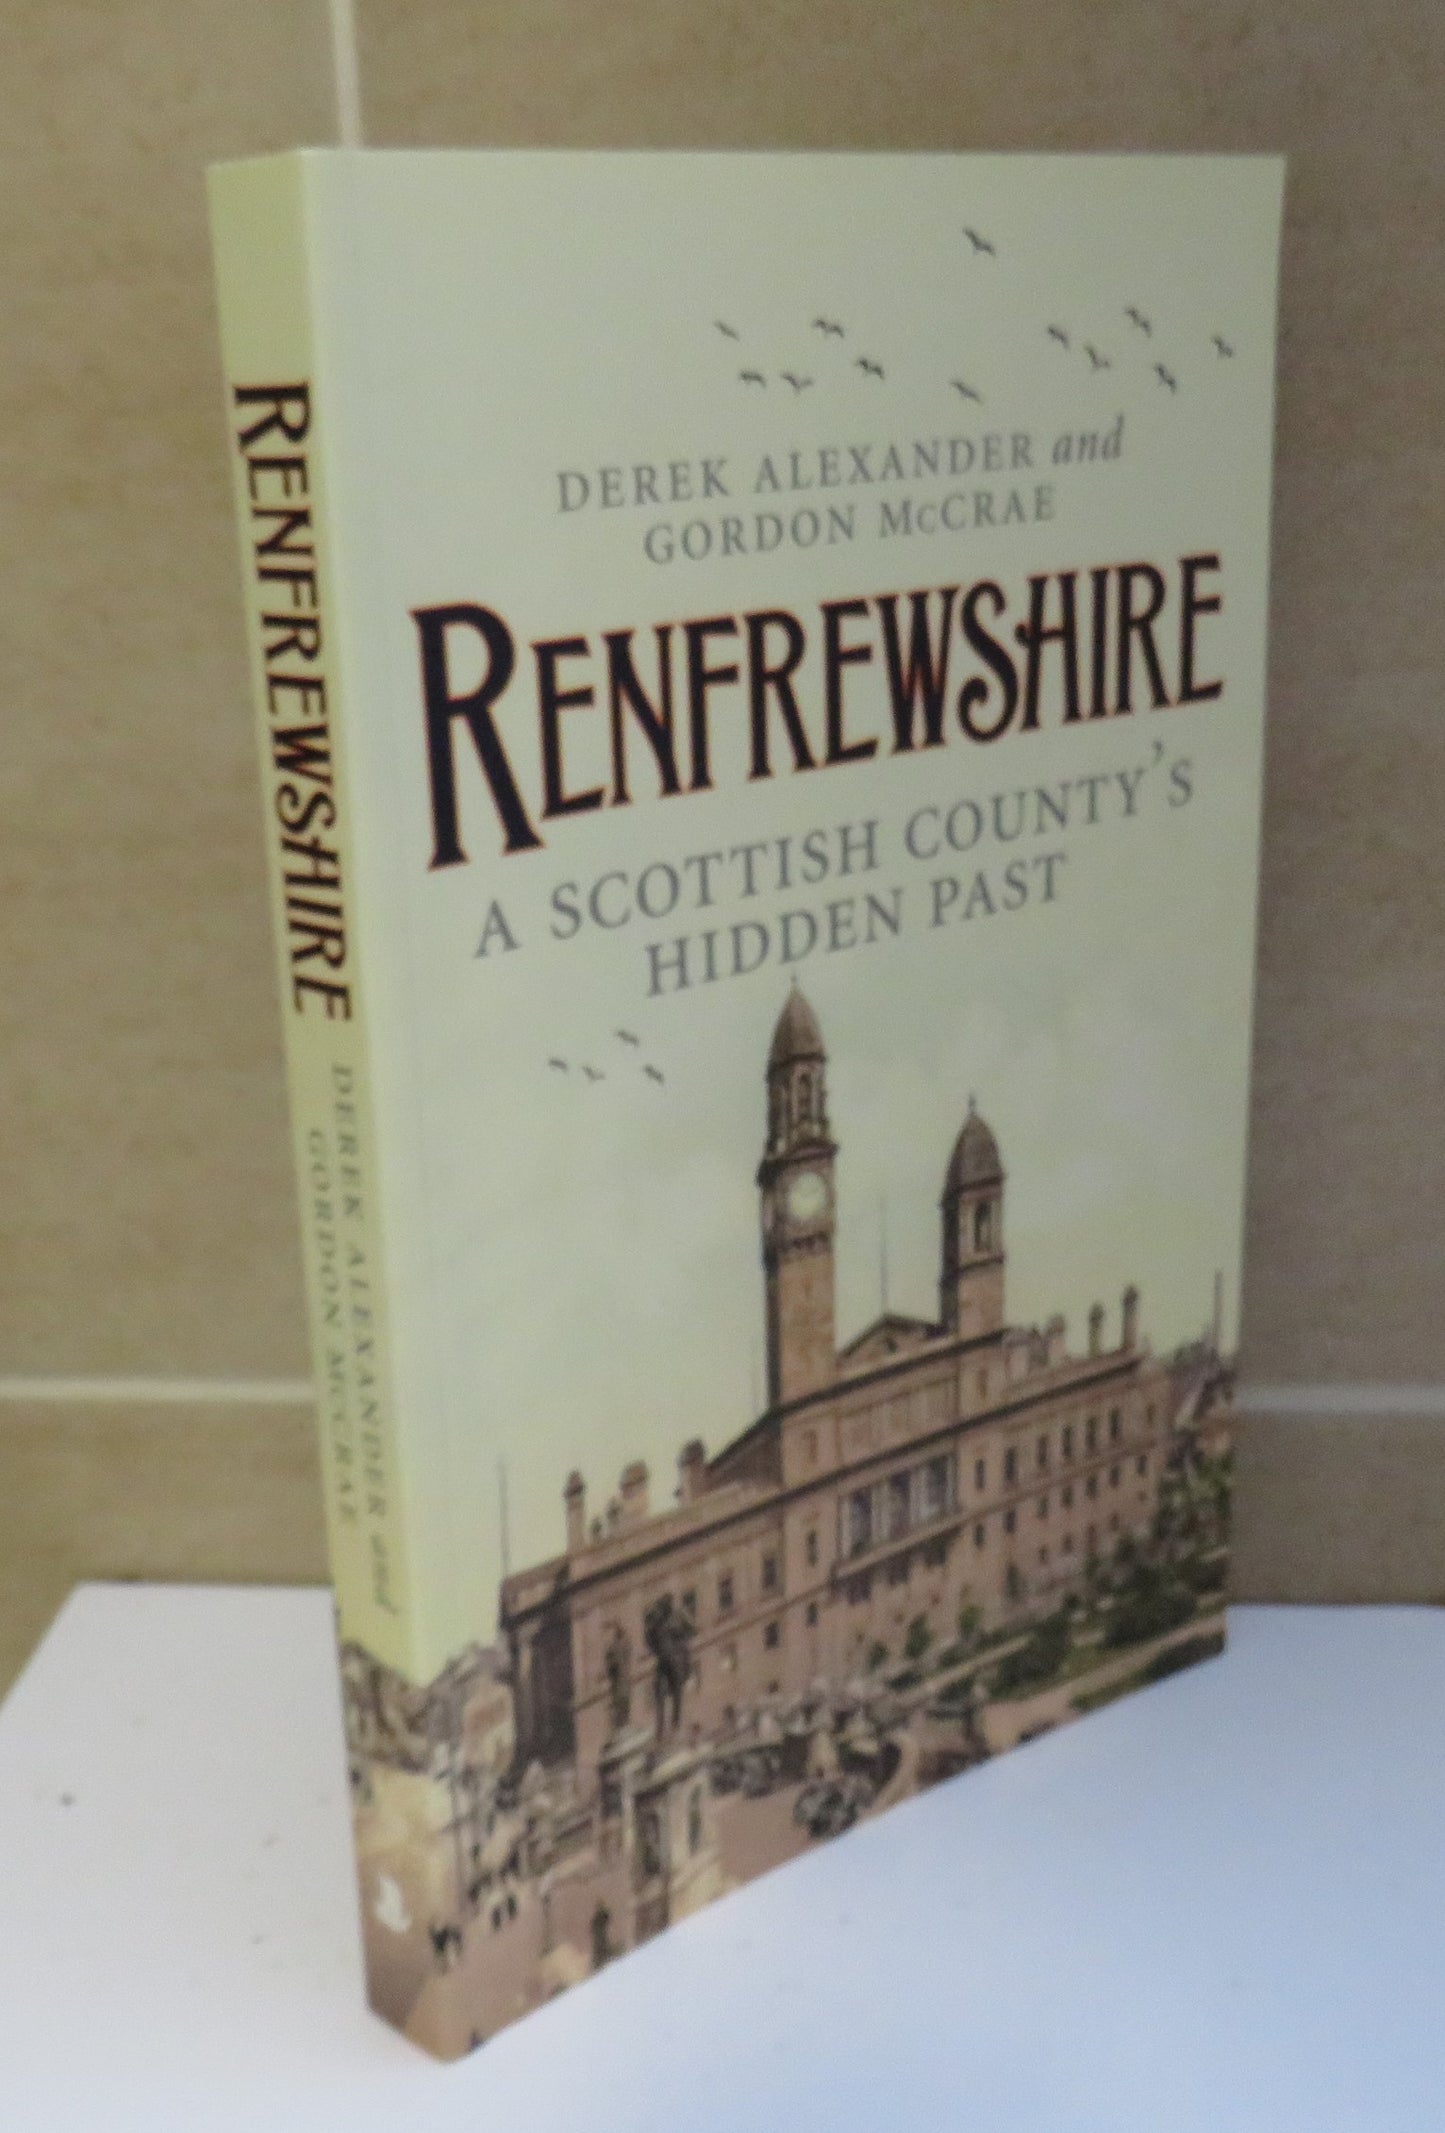 DEREK ALEXANDER and
GORDON McCRAE
RENFREWSHIRE
A SCOTTISH COUNTY'S
HIDDEN PAST
RENFREWSHIRE
DEREK ALEXANDER and
GORDON McCRAE